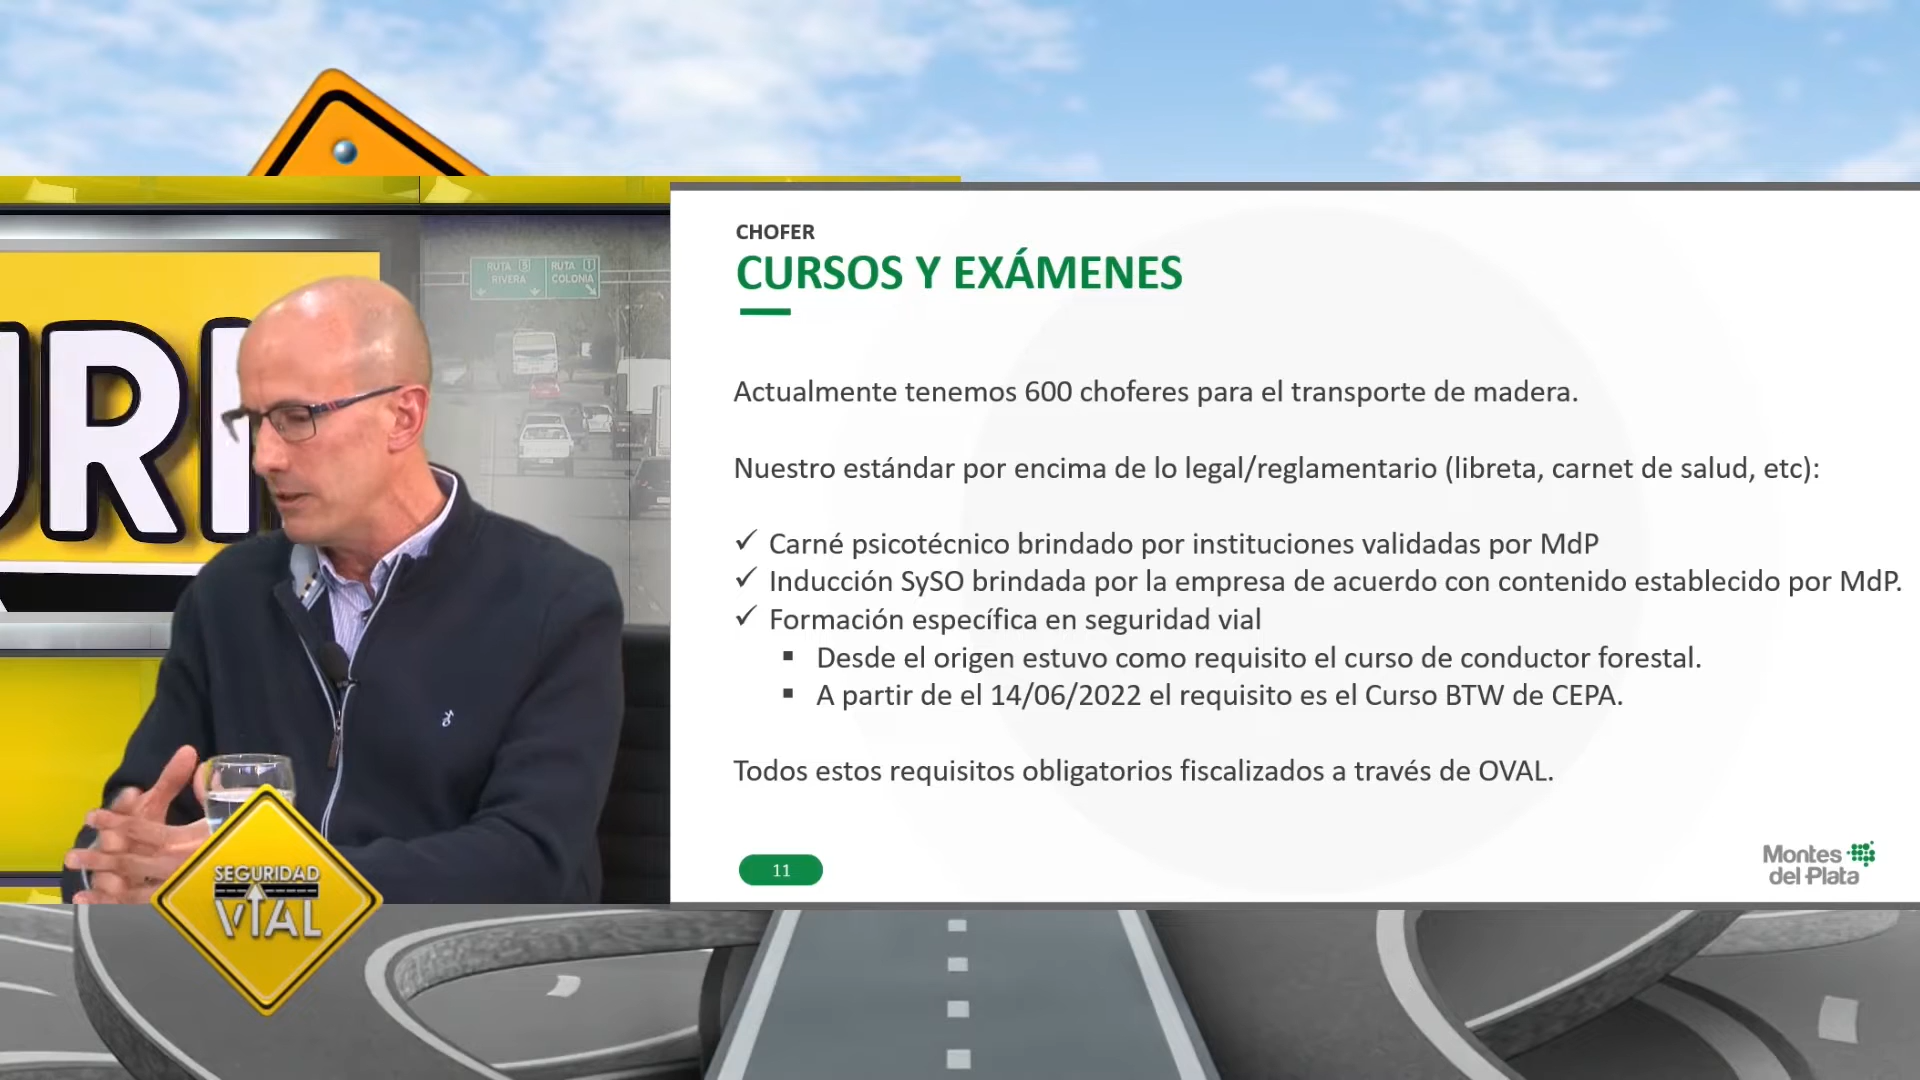 RUTA 5
RIVERA
RUTA 1
COLONIA
URI
CHOFER
CURSOS Y EXÁMENES
Actualmente tenemos 600 choferes para el transporte de madera.
Nuestro estándar por encima de lo legal/reglamentario (libreta, carnet de salud, etc):
✓ Carné psicotécnico brindado por instituciones validadas por MdP
✓ Inducción SySO brindada por la empresa de acuerdo con contenido establecido por MdP.
✓ Formación específica en seguridad vial
▪ Desde el origen estuvo como requisito el curso de conductor forestal.
▪ A partir de el 14/06/2022 el requisito es el Curso BTW de CEPA.
Todos estos requisitos obligatorios fiscalizados a través de OVAL.
11
Montes
del Plata
SEGURIDAD
VIAL